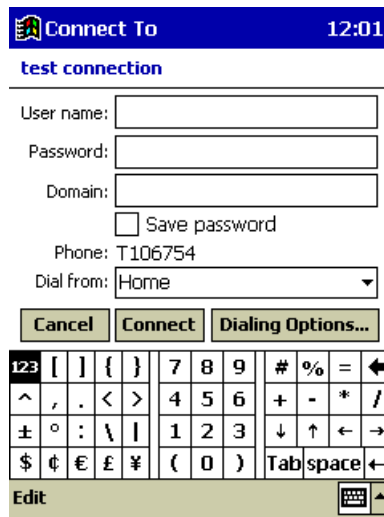 Connect To 12:01
test connection
User name:
Password:
Domain:
Save password
Phone: T106754
Dial from: Home
Cancel Connect Dialing Options...
123 [ ] { } 7 8 9 # % = ←
^ , . < > 4 5 6 + - * /
± ° : \ | 1 2 3 ↓ ↑ ← →
$ ¢ € £ ¥ ( 0 ) Tab space ←
Edit